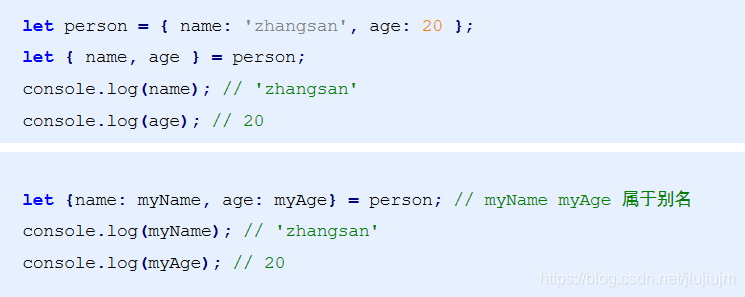 let person = { name: 'zhangsan', age: 20 };
let { name, age } = person;
console.log(name); // 'zhangsan'
console.log(age); // 20
let {name: myName, age: myAge} = person; // myName myAge 属于别名
console.log(myName); // 'zhangsan'
console.log(myAge); // 20
https://blog.csdn.net/jiujiujm